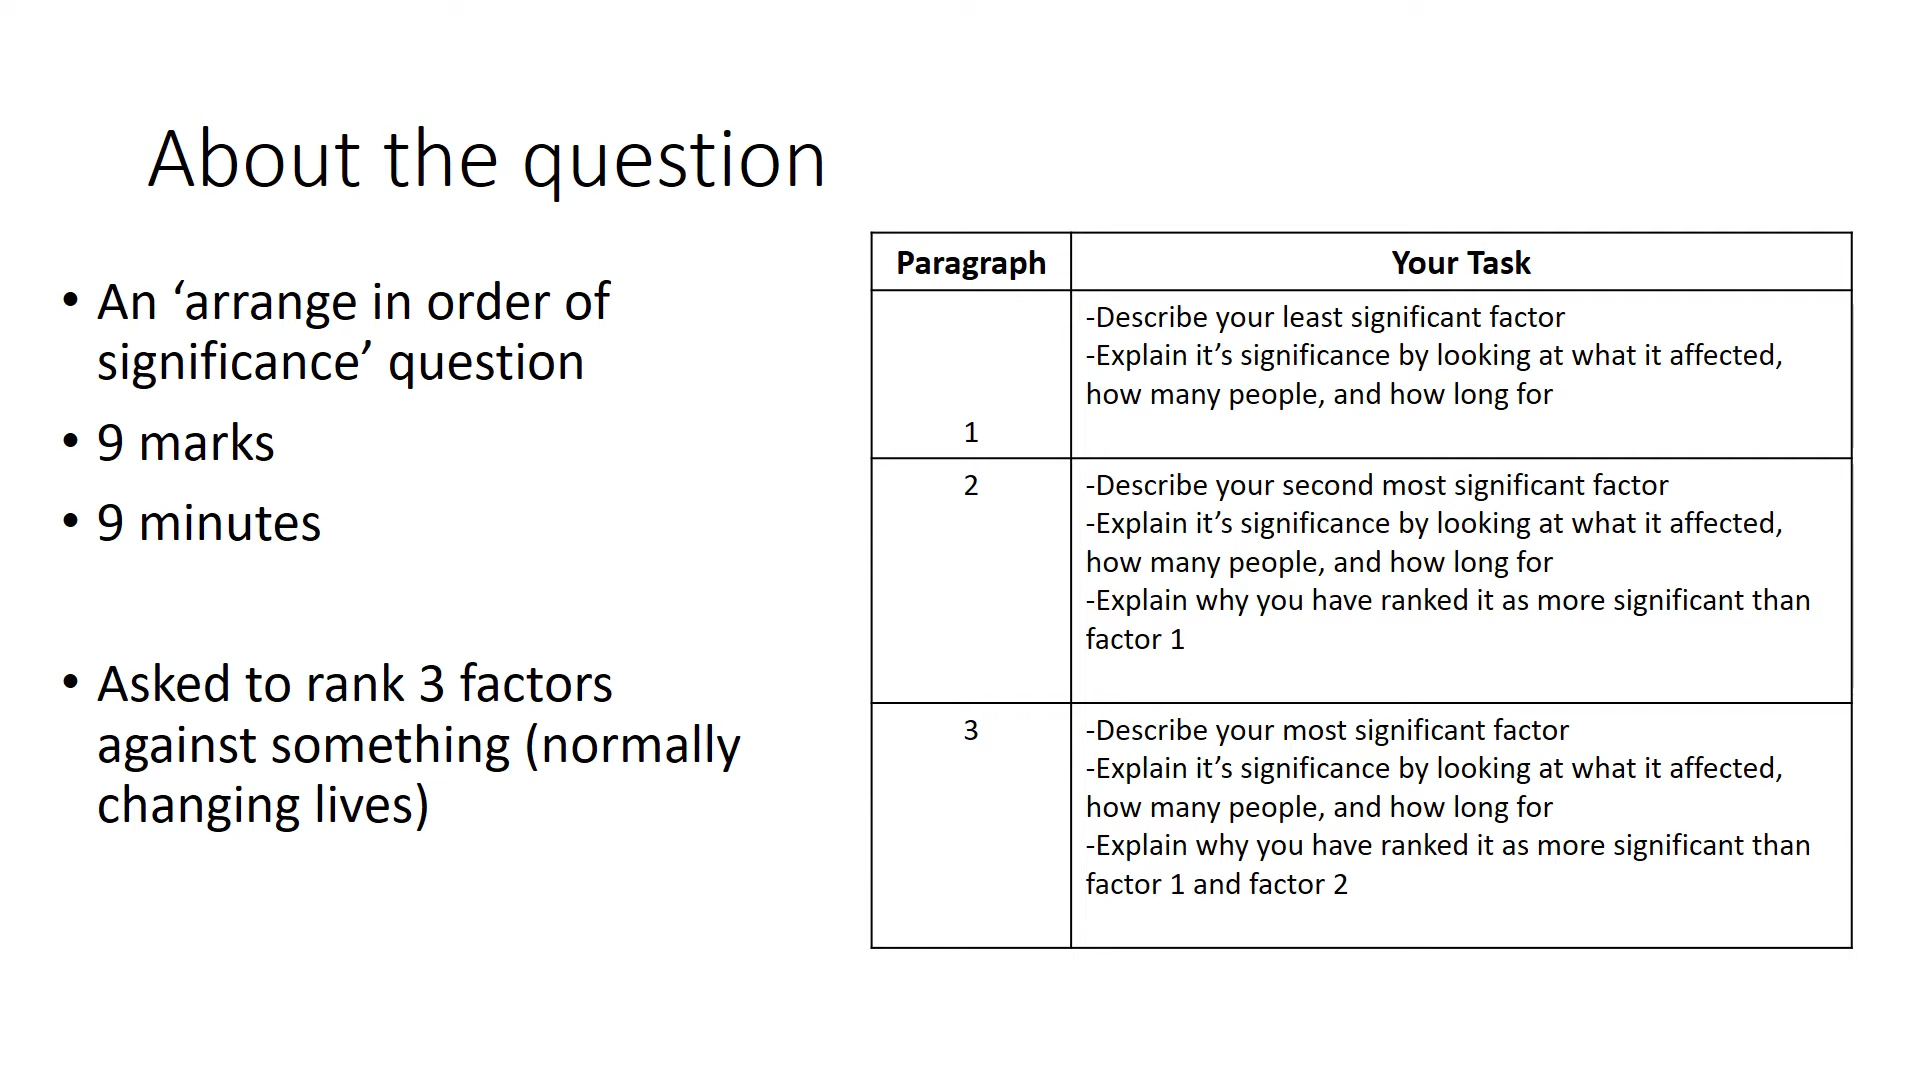 About the question
• An ‘arrange in order of
significance’ question
• 9 marks
• 9 minutes
• Asked to rank 3 factors
against something (normally
changing lives)
Paragraph Your Task
1
-Describe your least significant factor
-Explain it’s significance by looking at what it affected,
how many people, and how long for
2
-Describe your second most significant factor
-Explain it’s significance by looking at what it affected,
how many people, and how long for
-Explain why you have ranked it as more significant than
factor 1
3
-Describe your most significant factor
-Explain it’s significance by looking at what it affected,
how many people, and how long for
-Explain why you have ranked it as more significant than
factor 1 and factor 2